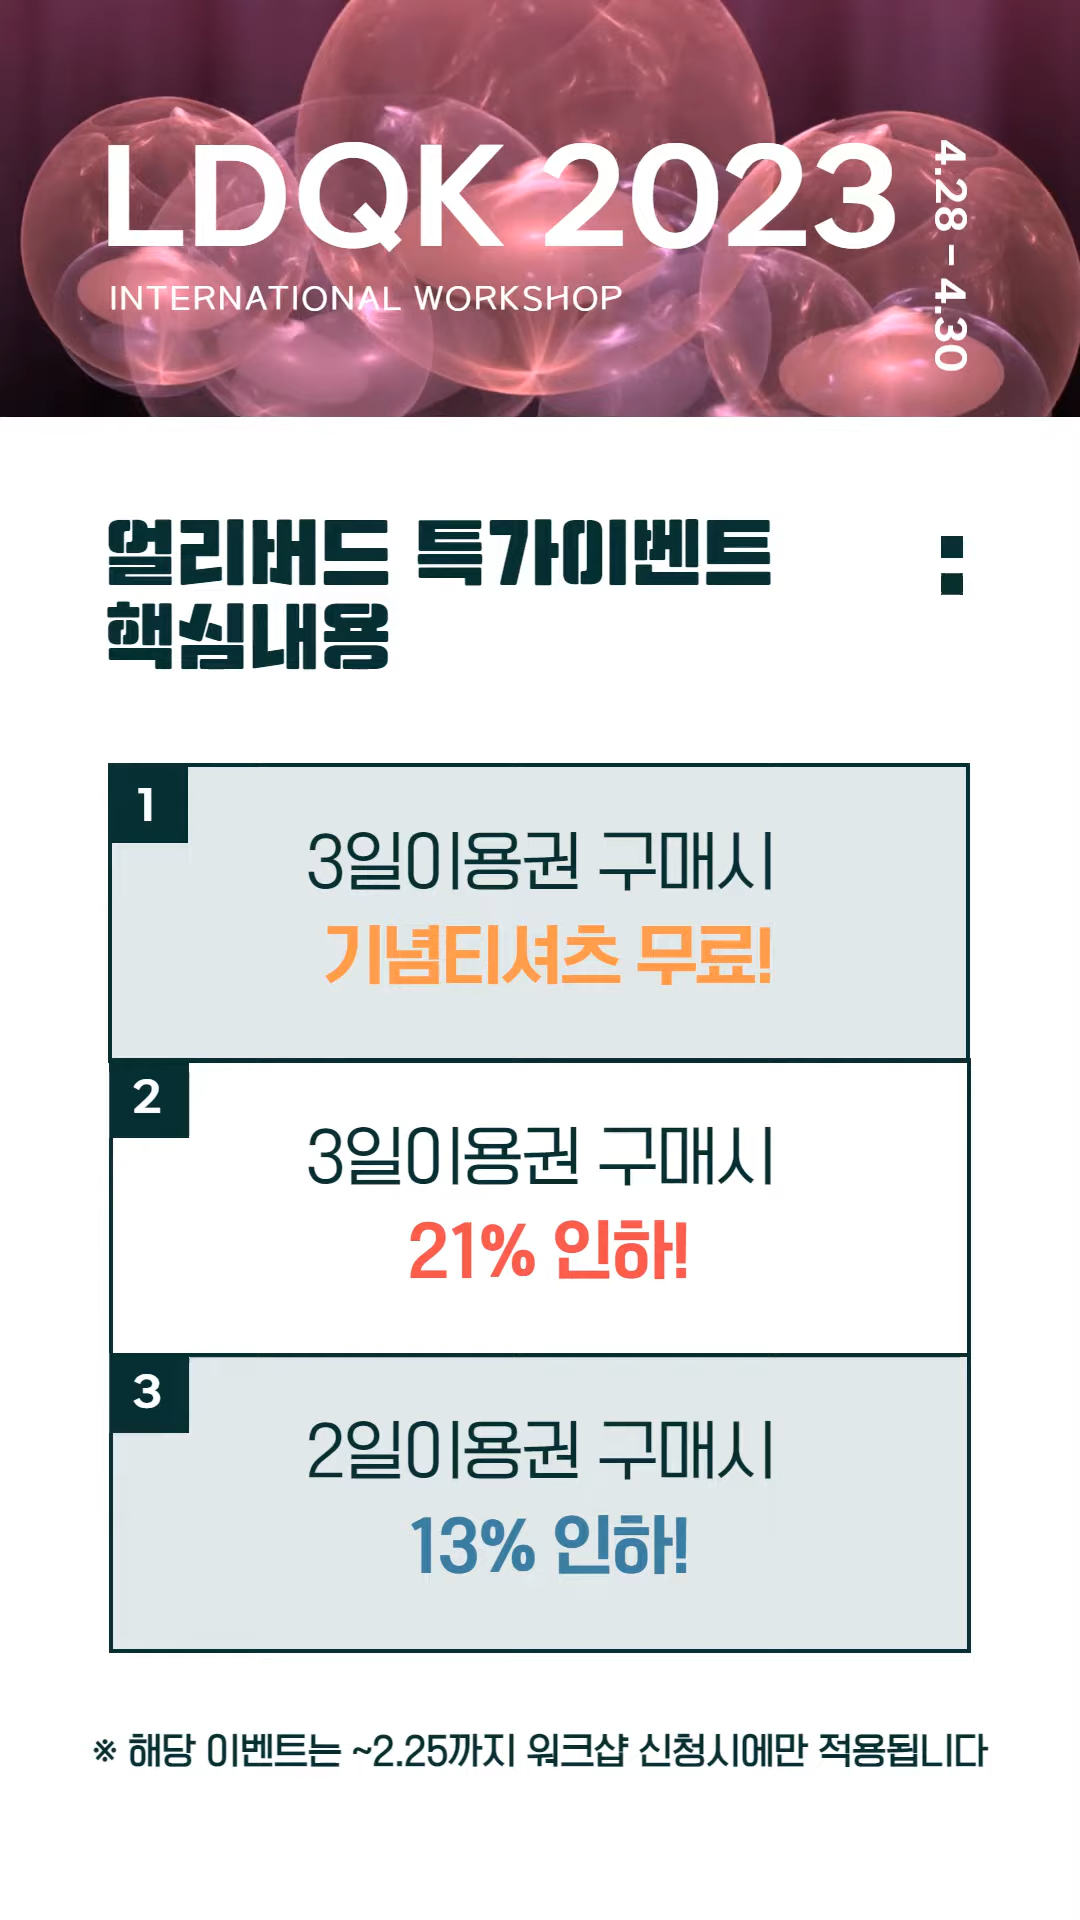 LDQK 2023
INTERNATIONAL WORKSHOP
4.28 – 4.30
얼리버드 특가이벤트
핵심내용
:
1
3일이용권 구매시
기념티셔츠 무료!
2
3일이용권 구매시
21% 인하!
3
2일이용권 구매시
13% 인하!
※ 해당 이벤트는 ~2.25까지 워크샵 신청시에만 적용됩니다